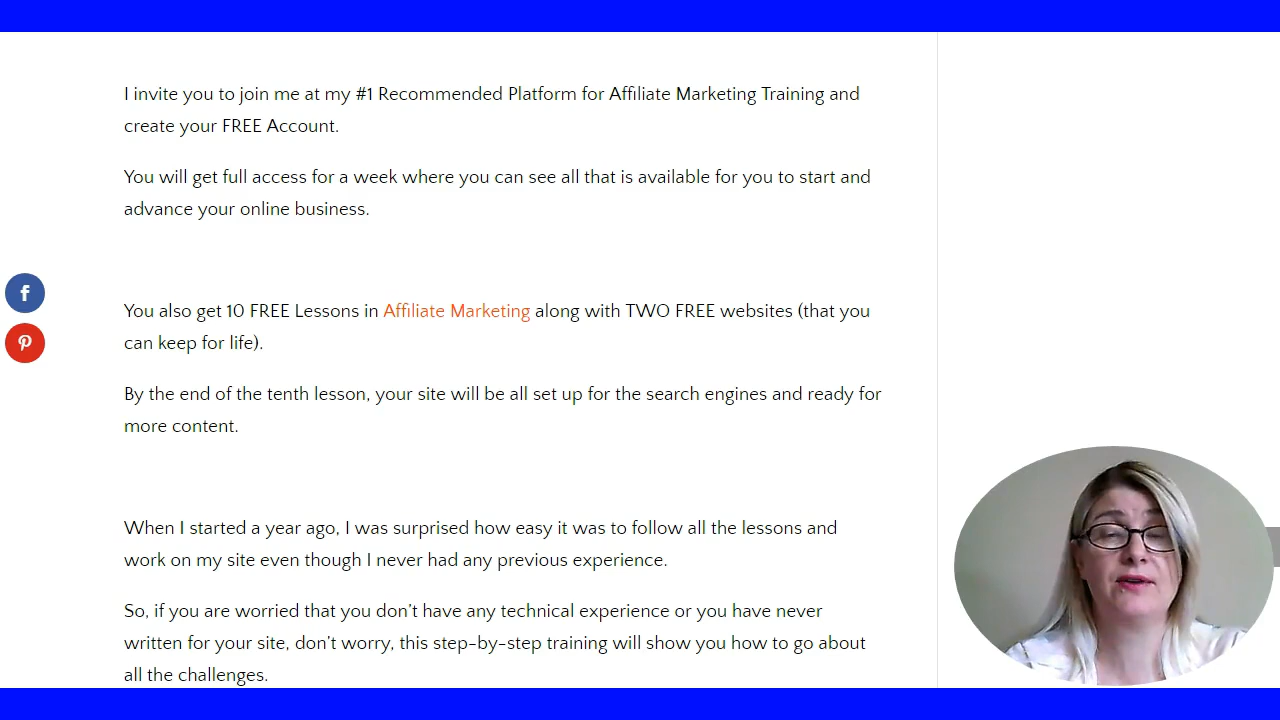 I invite you to join me at my #1 Recommended Platform for Affiliate Marketing Training and
create your FREE Account.
You will get full access for a week where you can see all that is available for you to start and
advance your online business.
You also get 10 FREE Lessons in Affiliate Marketing along with TWO FREE websites (that you
can keep for life).
By the end of the tenth lesson, your site will be all set up for the search engines and ready for
more content.
When I started a year ago, I was surprised how easy it was to follow all the lessons and
work on my site even though I never had any previous experience.
So, if you are worried that you don’t have any technical experience or you have never
written for your site, don’t worry, this step-by-step training will show you how to go about
all the challenges.